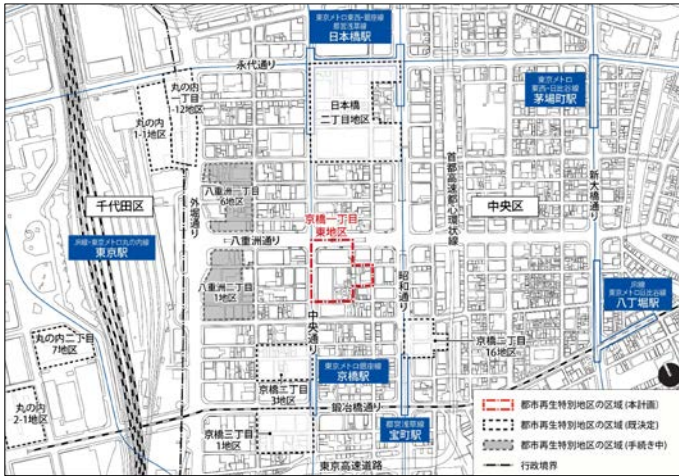 東京メトロ東西・銀座線
都営浅草線
日本橋駅
永代通り
東京メトロ
東西・日比谷線
茅場町駅
丸の内
一丁目
1-12地区
丸の内
1-1地区
日本橋
二丁目地区
八重洲一丁目
6地区
千代田区
外堀通り
首都高速都心環状線
中央区
新大橋通り
京橋一丁目
東地区
八重洲通り
JR線・東京メトロ丸の内線
東京駅
昭和通り
八重洲二丁目
1地区
中央通り
JR線
東京メトロ日比谷線
八丁堀駅
丸の内二丁目
7地区
京橋二丁目
16地区
東京メトロ銀座線
京橋駅
丸の内
2-1地区
京橋三丁目
1地区
鍛冶橋通り
都営浅草線
宝町駅
東京高速道路
都市再生特別地区の区域(本計画)
都市再生特別地区の区域(既決定)
都市再生特別地区の区域(手続き中)
行政境界